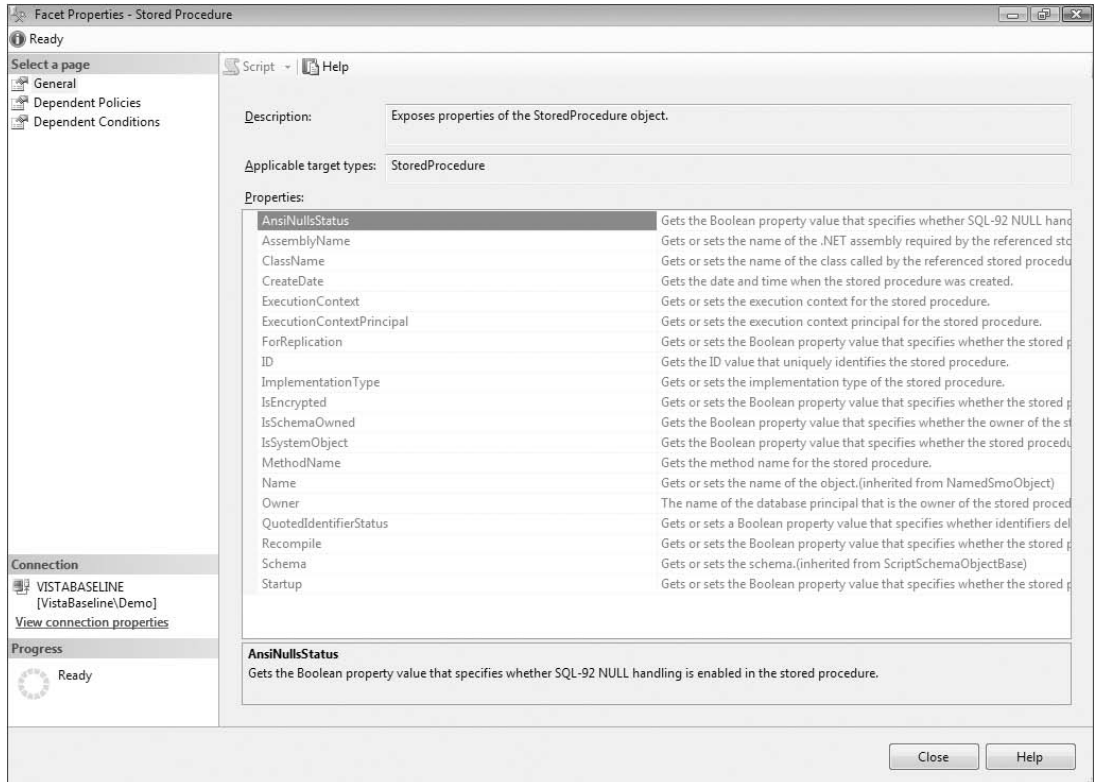 Facet Properties - Stored Procedure
Ready
Select a page
General
Dependent Policies
Dependent Conditions
Connection
VISTABASELINE
[VistaBaseline\Demo]
View connection properties
Progress
Ready
Script
Help
Description:
Exposes properties of the StoredProcedure object.
Applicable target types:
StoredProcedure
Properties:
AnsiNullsStatus Gets the Boolean property value that specifies whether SQL-92 NULL hand
AssemblyName Gets or sets the name of the .NET assembly required by the referenced sto
ClassName Gets or sets the name of the class called by the referenced stored procedu
CreateDate Gets the date and time when the stored procedure was created.
ExecutionContext Gets or sets the execution context for the stored procedure.
ExecutionContextPrincipal Gets or sets the execution context principal for the stored procedure.
ForReplication Gets or sets the Boolean property value that specifies whether the stored p
ID Gets the ID value that uniquely identifies the stored procedure.
ImplementationType Gets or sets the implementation type of the stored procedure.
IsEncrypted Gets or sets the Boolean property value that specifies whether the stored p
IsSchemaOwned Gets or sets the Boolean property value that specifies whether the owner of the st
IsSystemObject Gets the Boolean property value that specifies whether the stored procedu
MethodName Gets the method name for the stored procedure.
Name Gets or sets the name of the object.(inherited from NamedSmoObject)
Owner The name of the database principal that is the owner of the stored proced
QuotedIdentifierStatus Gets or sets a Boolean property value that specifies whether identifiers del
Recompile Gets or sets the Boolean property value that specifies whether the stored p
Schema Gets or sets the schema.(inherited from ScriptSchemaObjectBase)
Startup Gets or sets the Boolean property value that specifies whether the stored p
AnsiNullsStatus
Gets the Boolean property value that specifies whether SQL-92 NULL handling is enabled in the stored procedure.
Close
Help